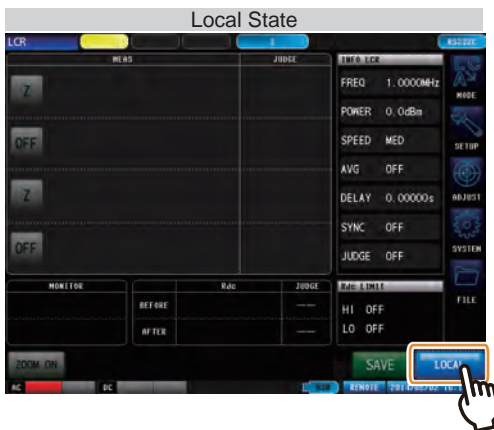 Local State
LCR
RS232C
MEAS JUDGE INFO LCR
Z FREQ 1.0000MHz MODE
POWER 0.0dBm
OFF SPEED MED SETUP
AVG OFF
Z DELAY 0.00000s ADJUST
SYNC OFF
OFF JUDGE OFF SYSTEM
MONITOR Rdc JUDGE Rdc LIMIT
BEFORE ---- HI OFF FILE
AFTER ---- LO OFF
ZOOM ON SAVE LOCAL
AC DC REMOTE